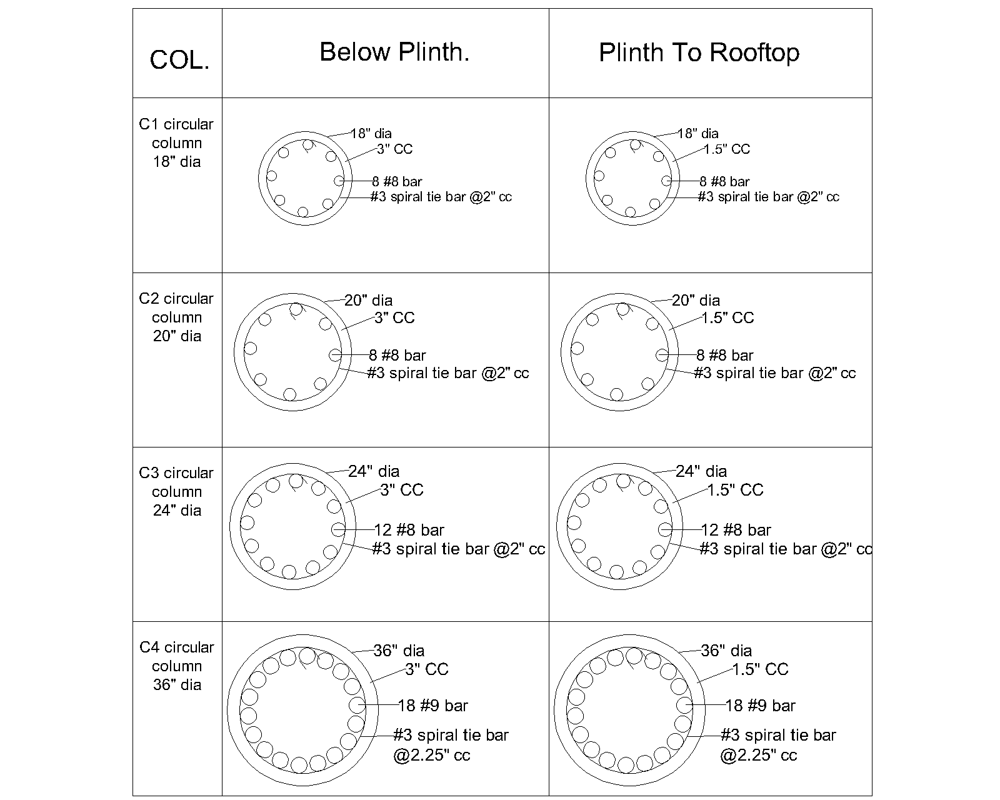 COL.
Below Plinth.
Plinth To Rooftop
C1 circular
column
18" dia
18" dia
3" CC
8 #8 bar
#3 spiral tie bar @2" cc
18" dia
1.5" CC
8 #8 bar
#3 spiral tie bar @2" cc
C2 circular
column
20" dia
20" dia
3" CC
8 #8 bar
#3 spiral tie bar @2" cc
20" dia
1.5" CC
8 #8 bar
#3 spiral tie bar @2" cc
C3 circular
column
24" dia
24" dia
3" CC
12 #8 bar
#3 spiral tie bar @2" cc
24" dia
1.5" CC
12 #8 bar
#3 spiral tie bar @2" cc
C4 circular
column
36" dia
36" dia
3" CC
18 #9 bar
#3 spiral tie bar
@2.25" cc
36" dia
1.5" CC
18 #9 bar
#3 spiral tie bar
@2.25" cc